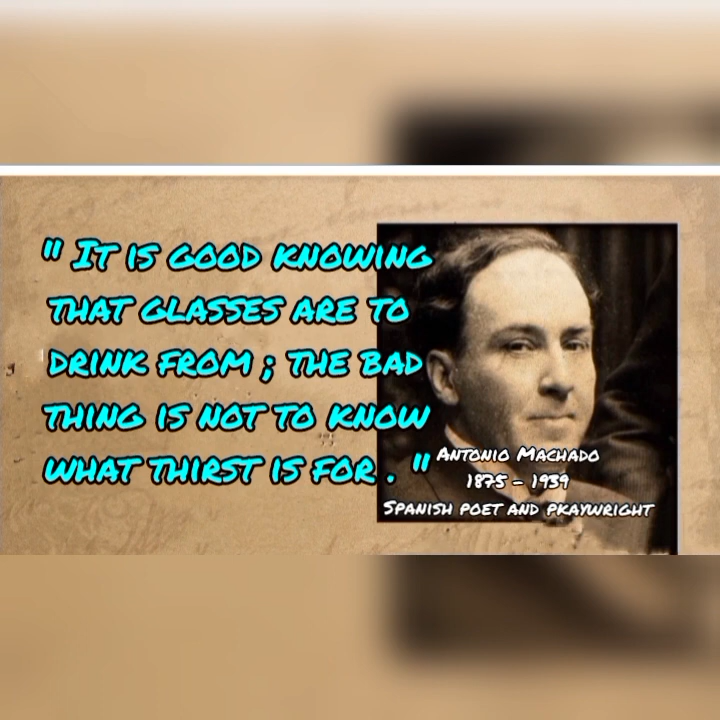 " It is good knowing
that glasses are to
drink from ; the bad
thing is not to know
what thirst is for . "
Antonio Machado
1875 - 1939
Spanish poet and pkaywright